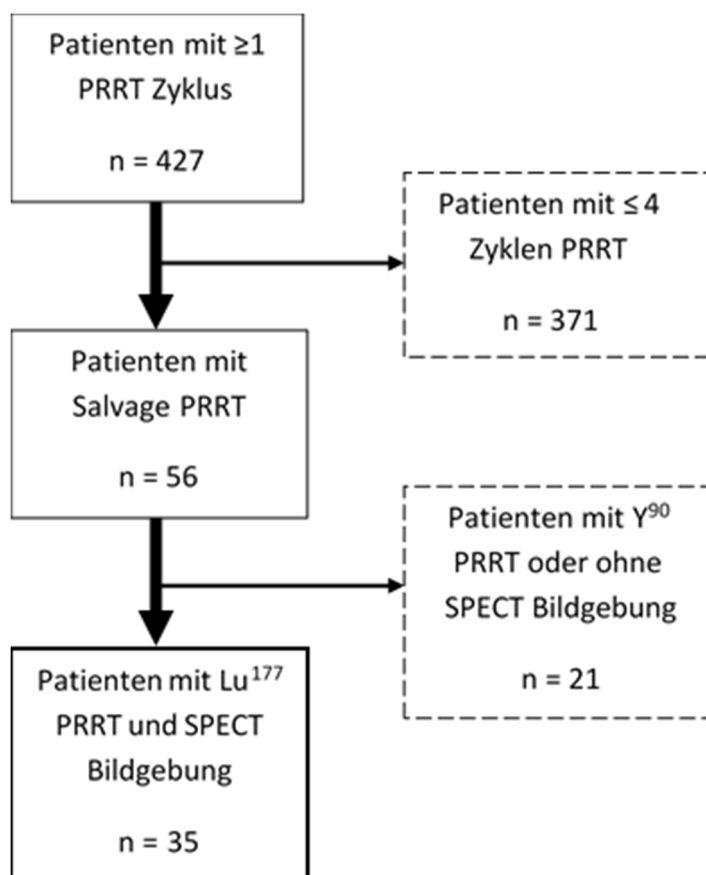 Patienten mit ≥1
PRRT Zyklus
n = 427
Patienten mit ≤ 4
Zyklen PRRT
n = 371
Patienten mit
Salvage PRRT
n = 56
Patienten mit Y⁹⁰
PRRT oder ohne
SPECT Bildgebung
n = 21
Patienten mit Lu¹⁷⁷
PRRT und SPECT
Bildgebung
n = 35